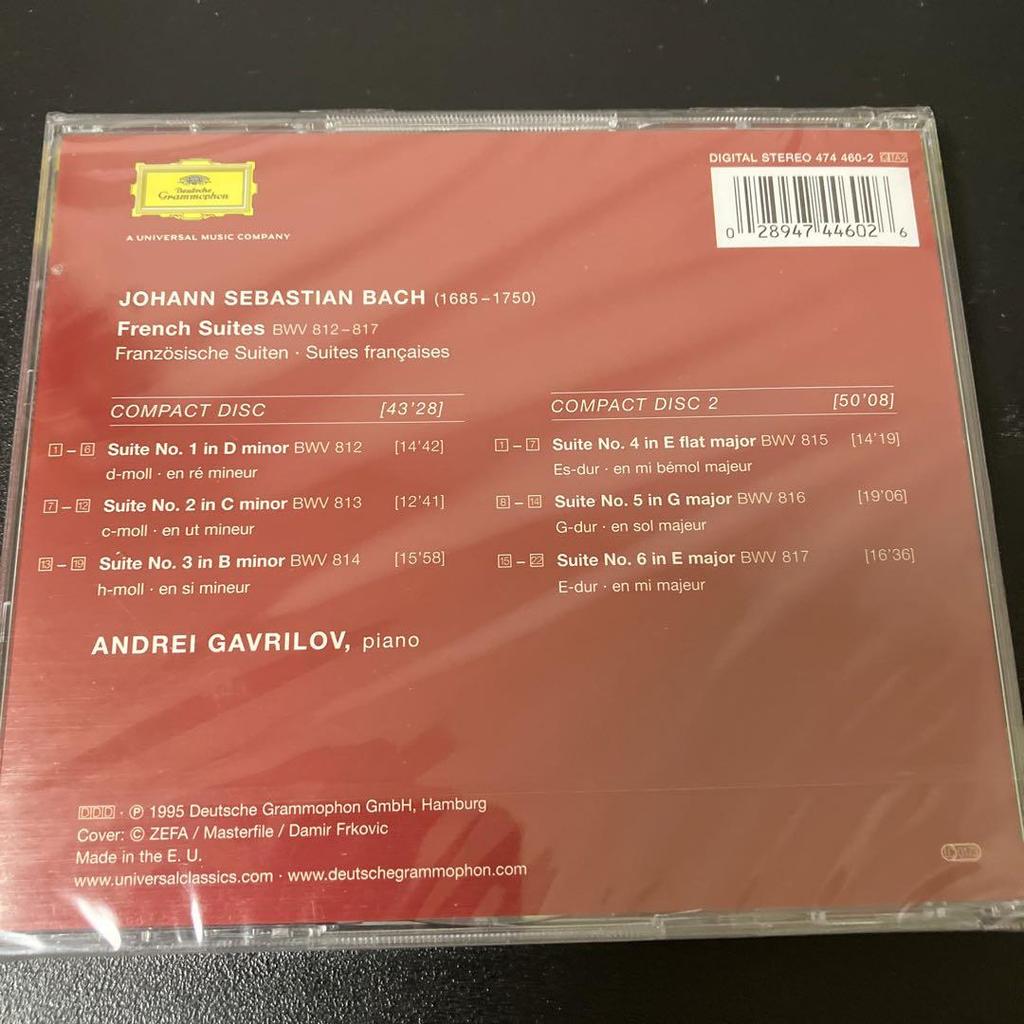 DIGITAL STEREO 474 460-2
Deutsche
Grammophon
A UNIVERSAL MUSIC COMPANY
0 28947 44602 6
JOHANN SEBASTIAN BACH (1685–1750)
French Suites BWV 812–817
Französische Suiten · Suites françaises
COMPACT DISC [43'28]
1 – 6 Suite No. 1 in D minor BWV 812 [14'42]
d-moll · en ré mineur
7 – 12 Suite No. 2 in C minor BWV 813 [12'41]
c-moll · en ut mineur
13 – 19 Suite No. 3 in B minor BWV 814 [15'58]
h-moll · en si mineur
COMPACT DISC 2 [50'08]
1 – 7 Suite No. 4 in E flat major BWV 815 [14'19]
Es-dur · en mi bémol majeur
8 – 14 Suite No. 5 in G major BWV 816 [19'06]
G-dur · en sol majeur
15 – 22 Suite No. 6 in E major BWV 817 [16'36]
E-dur · en mi majeur
ANDREI GAVRILOV, piano
DDD · ℗ 1995 Deutsche Grammophon GmbH, Hamburg
Cover: © ZEFA / Masterfile / Damir Frkovic
Made in the E. U.
www.universalclassics.com · www.deutschegrammophon.com